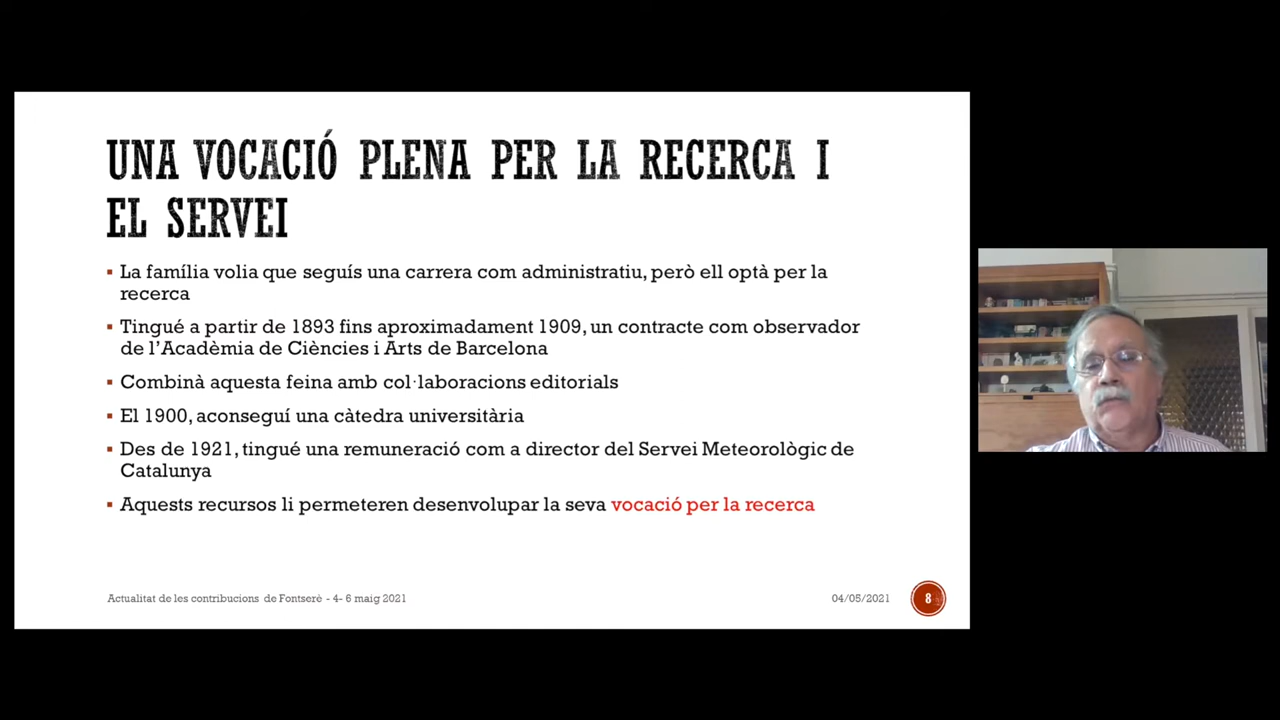 UNA VOCACIÓ PLENA PER LA RECERCA I
EL SERVEI
▪ La família volia que seguís una carrera com administratiu, però ell optà per la
recerca
▪ Tingué a partir de 1893 fins aproximadament 1909, un contracte com observador
de l'Acadèmia de Ciències i Arts de Barcelona
▪ Combinà aquesta feina amb col·laboracions editorials
▪ El 1900, aconseguí una càtedra universitària
▪ Des de 1921, tingué una remuneració com a director del Servei Meteorològic de
Catalunya
▪ Aquests recursos li permeteren desenvolupar la seva vocació per la recerca
Actualitat de les contribucions de Fontserè - 4- 6 maig 2021
04/05/2021
8